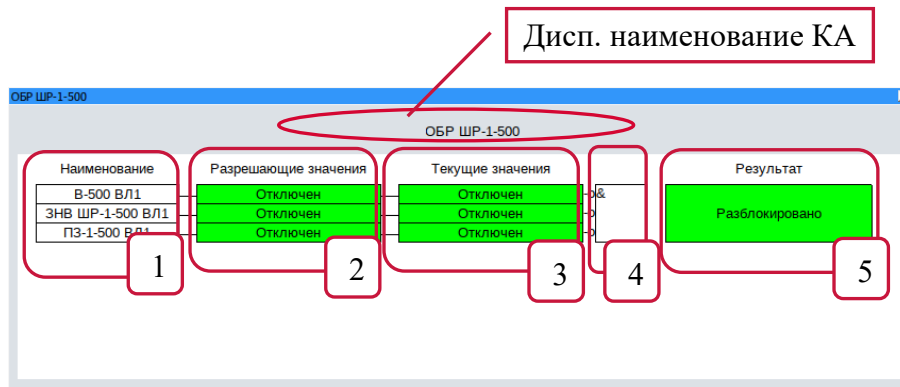 Дисп. наименование КА
ОБР ШР-1-500
ОБР ШР-1-500
Наименование Разрешающие значения Текущие значения Результат
В-500 ВЛ1 Отключен Отключен &
ЗНВ ШР-1-500 ВЛ1 Отключен Отключен Разблокировано
ПЗ-1-500 ВЛ1 Отключен Отключен
1 2 3 4 5